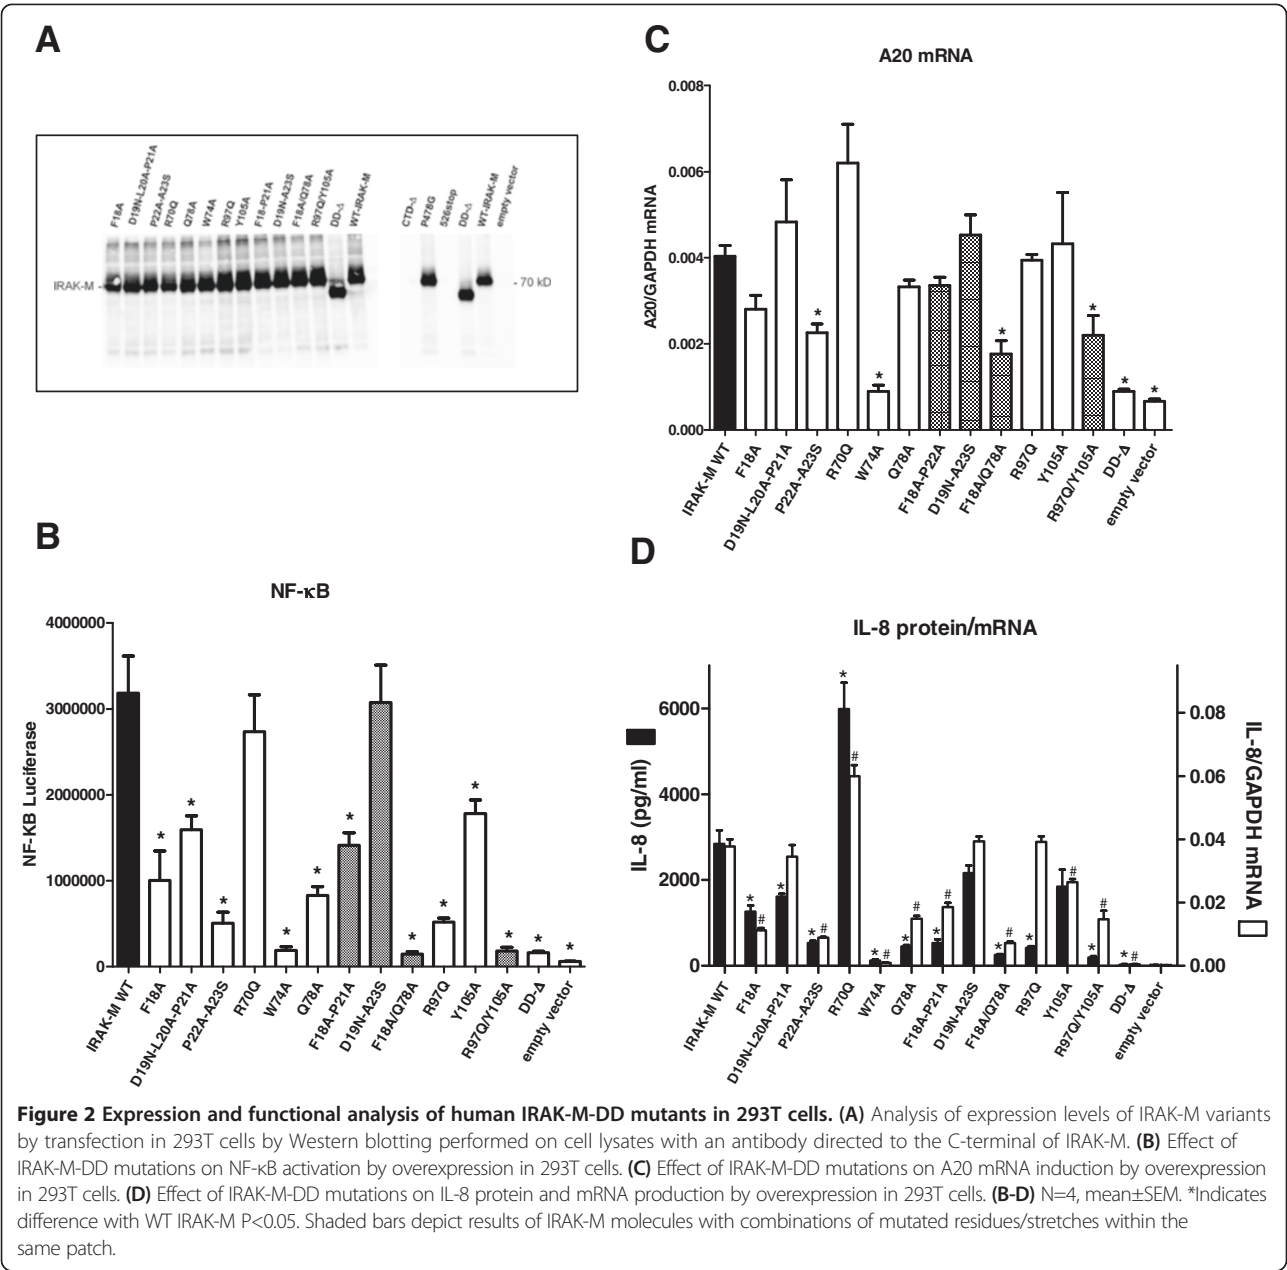 A
F18A
D19N-L20A-P21A
P22A-A23S
R70Q
Q78A
W74A
R97Q
Y105A
F18-P21A
D19N-A23S
F18A/Q78A
R97Q/Y105A
DD-Δ
WT-IRAK-M
CTD-Δ
P478G
526stop
DD-Δ
WT-IRAK-M
empty vector
IRAK-M -
- 70 kD
C
A20 mRNA
A20/GAPDH mRNA
0.008
0.006
0.004
0.002
0.000
* * * * * *
IRAK-M WT
F18A
D19N-L20A-P21A
P22A-A23S
R70Q
W74A
Q78A
F18A-P22A
D19N-A23S
F18A/Q78A
R97Q
Y105A
R97Q/Y105A
DD-Δ
empty vector
B
NF-κB
NF-KB Luciferase
4000000
3000000
2000000
1000000
0
* * * * * * * * * * * *
IRAK-M WT
F18A
D19N-L20A-P21A
P22A-A23S
R70Q
W74A
Q78A
F18A-P21A
D19N-A23S
F18A/Q78A
R97Q
Y105A
R97Q/Y105A
DD-Δ
empty vector
D
IL-8 protein/mRNA
IL-8 (pg/ml)
6000
4000
2000
0
* # * * # * # * # * # * # * # * # * # * #
0.08
0.06
0.04
0.02
0.00
IL-8/GAPDH mRNA
IRAK-M WT
F18A
D19N-L20A-P21A
P22A-A23S
R70Q
W74A
Q78A
F18A-P21A
D19N-A23S
F18A/Q78A
R97Q
Y105A
R97Q/Y105A
DD-Δ
empty vector
Figure 2 Expression and functional analysis of human IRAK-M-DD mutants in 293T cells. (A) Analysis of expression levels of IRAK-M variants
by transfection in 293T cells by Western blotting performed on cell lysates with an antibody directed to the C-terminal of IRAK-M. (B) Effect of
IRAK-M-DD mutations on NF-κB activation by overexpression in 293T cells. (C) Effect of IRAK-M-DD mutations on A20 mRNA induction by overexpression
in 293T cells. (D) Effect of IRAK-M-DD mutations on IL-8 protein and mRNA production by overexpression in 293T cells. (B-D) N=4, mean±SEM. *Indicates
difference with WT IRAK-M P<0.05. Shaded bars depict results of IRAK-M molecules with combinations of mutated residues/stretches within the
same patch.